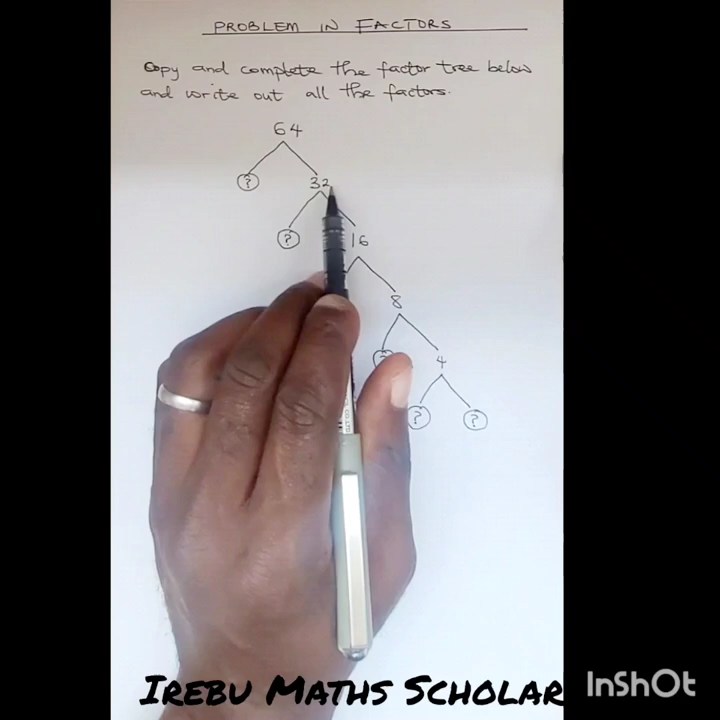 PROBLEM IN FACTORS
Copy and complete the factor tree below
and write out all the factors.
64
? 32
? 16
8
? 4
? ?
IREBU MATHS SCHOLAR
InShOt